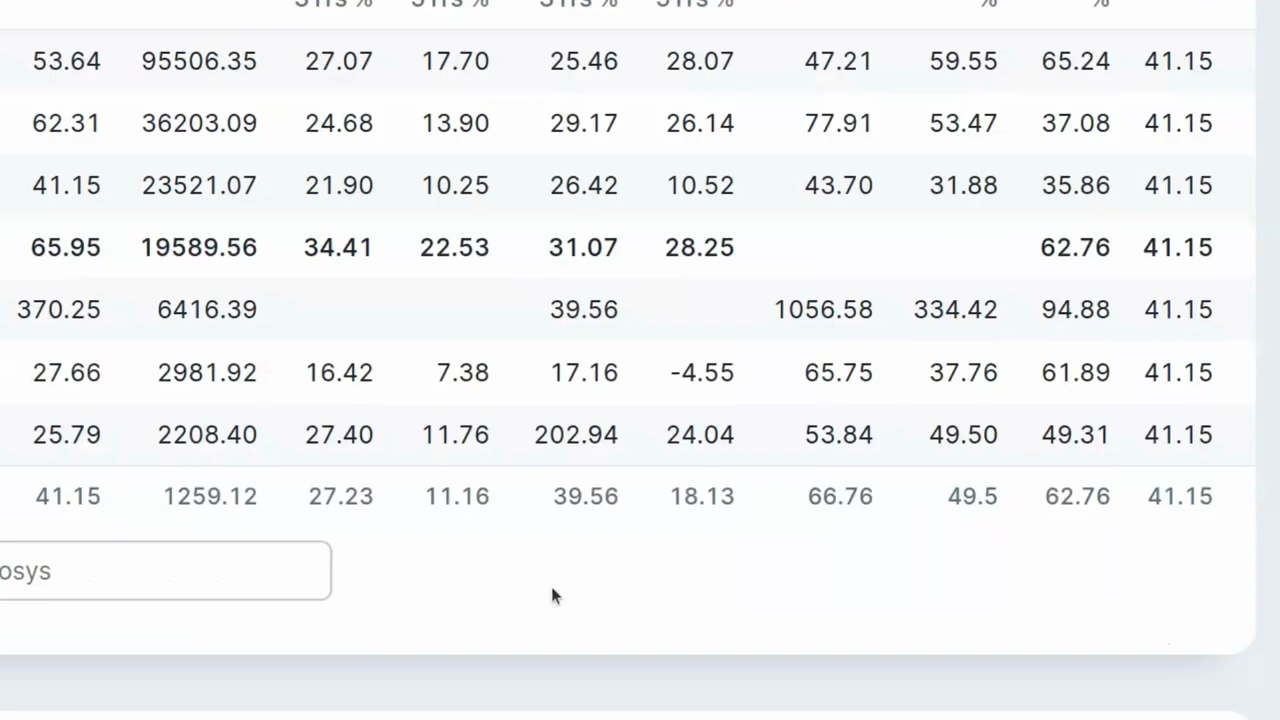 5Yrs % 5Yrs % 5Yrs % 5Yrs % % %
53.64 95506.35 27.07 17.70 25.46 28.07 47.21 59.55 65.24 41.15
62.31 36203.09 24.68 13.90 29.17 26.14 77.91 53.47 37.08 41.15
41.15 23521.07 21.90 10.25 26.42 10.52 43.70 31.88 35.86 41.15
65.95 19589.56 34.41 22.53 31.07 28.25 62.76 41.15
370.25 6416.39 39.56 1056.58 334.42 94.88 41.15
27.66 2981.92 16.42 7.38 17.16 -4.55 65.75 37.76 61.89 41.15
25.79 2208.40 27.40 11.76 202.94 24.04 53.84 49.50 49.31 41.15
41.15 1259.12 27.23 11.16 39.56 18.13 66.76 49.5 62.76 41.15
osys